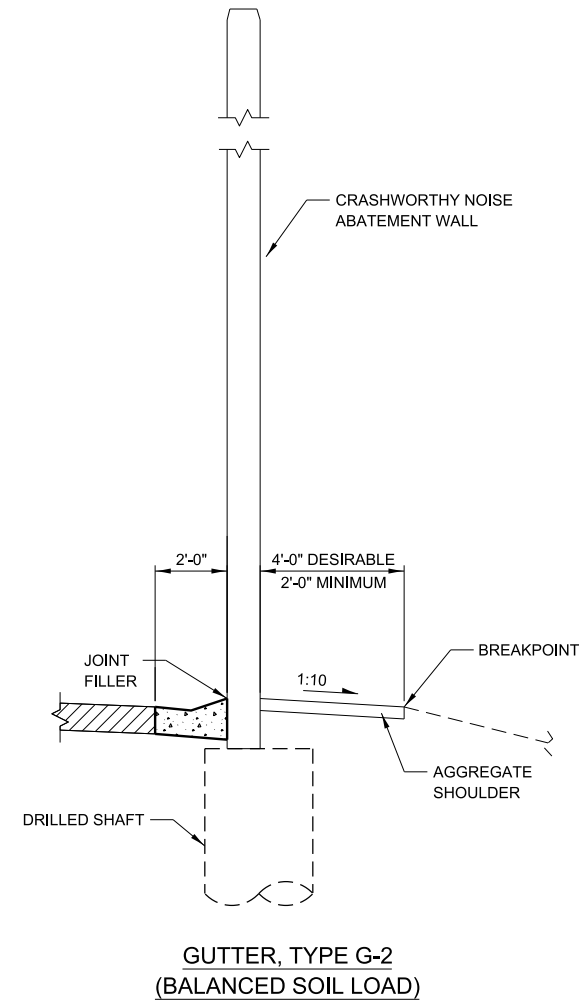 CRASHWORTHY NOISE
ABATEMENT WALL
2'-0"
4'-0" DESIRABLE
2'-0" MINIMUM
JOINT
FILLER
1:10
BREAKPOINT
AGGREGATE
SHOULDER
DRILLED SHAFT
GUTTER, TYPE G-2
(BALANCED SOIL LOAD)